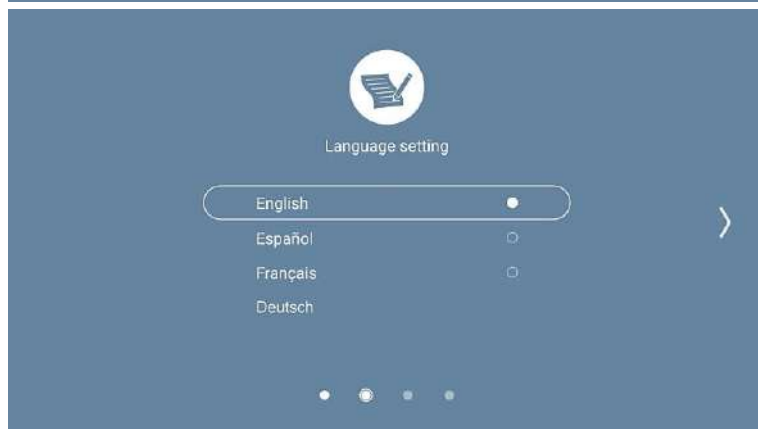 Language setting
English
Español
Français
Deutsch